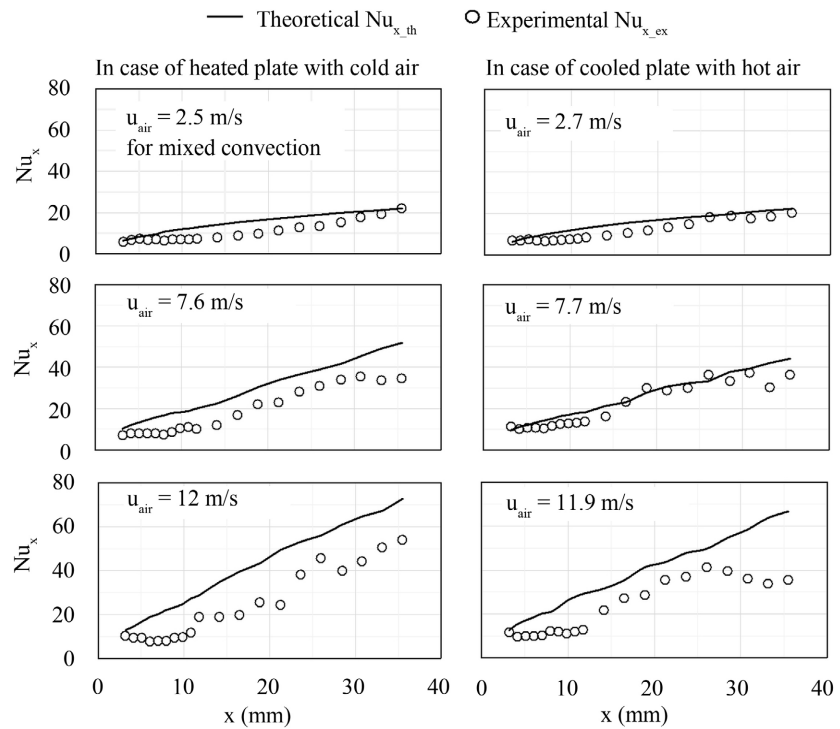 Theoretical Nu_x_th
Experimental Nu_x_ex
In case of heated plate with cold air
In case of cooled plate with hot air
80
60
40
20
0
Nu_x
u_air = 2.5 m/s
for mixed convection
u_air = 2.7 m/s
80
60
40
20
0
Nu_x
u_air = 7.6 m/s
u_air = 7.7 m/s
80
60
40
20
0
Nu_x
u_air = 12 m/s
u_air = 11.9 m/s
0 10 20 30 40
0 10 20 30 40
x (mm)
x (mm)